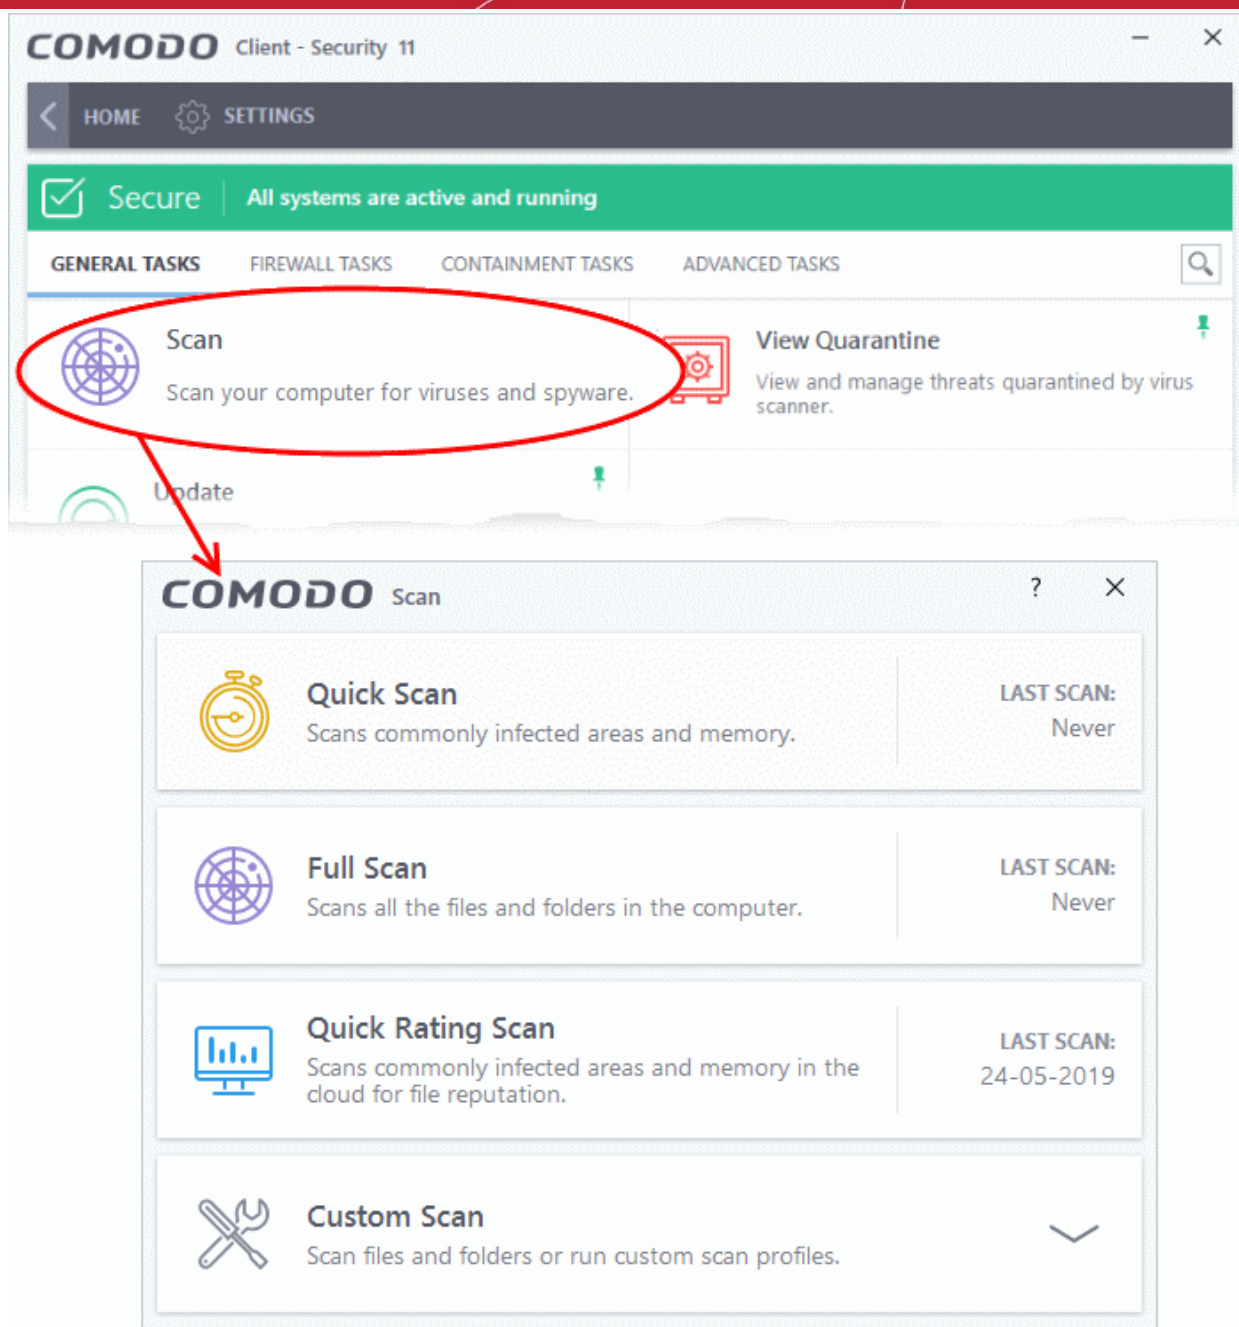 COMODO Client - Security 11
HOME SETTINGS
Secure All systems are active and running
GENERAL TASKS FIREWALL TASKS CONTAINMENT TASKS ADVANCED TASKS
Scan
Scan your computer for viruses and spyware.
View Quarantine
View and manage threats quarantined by virus
scanner.
Update
COMODO Scan ?
Quick Scan
Scans commonly infected areas and memory.
LAST SCAN:
Never
Full Scan
Scans all the files and folders in the computer.
LAST SCAN:
Never
Quick Rating Scan
Scans commonly infected areas and memory in the
cloud for file reputation.
LAST SCAN:
24-05-2019
Custom Scan
Scan files and folders or run custom scan profiles.